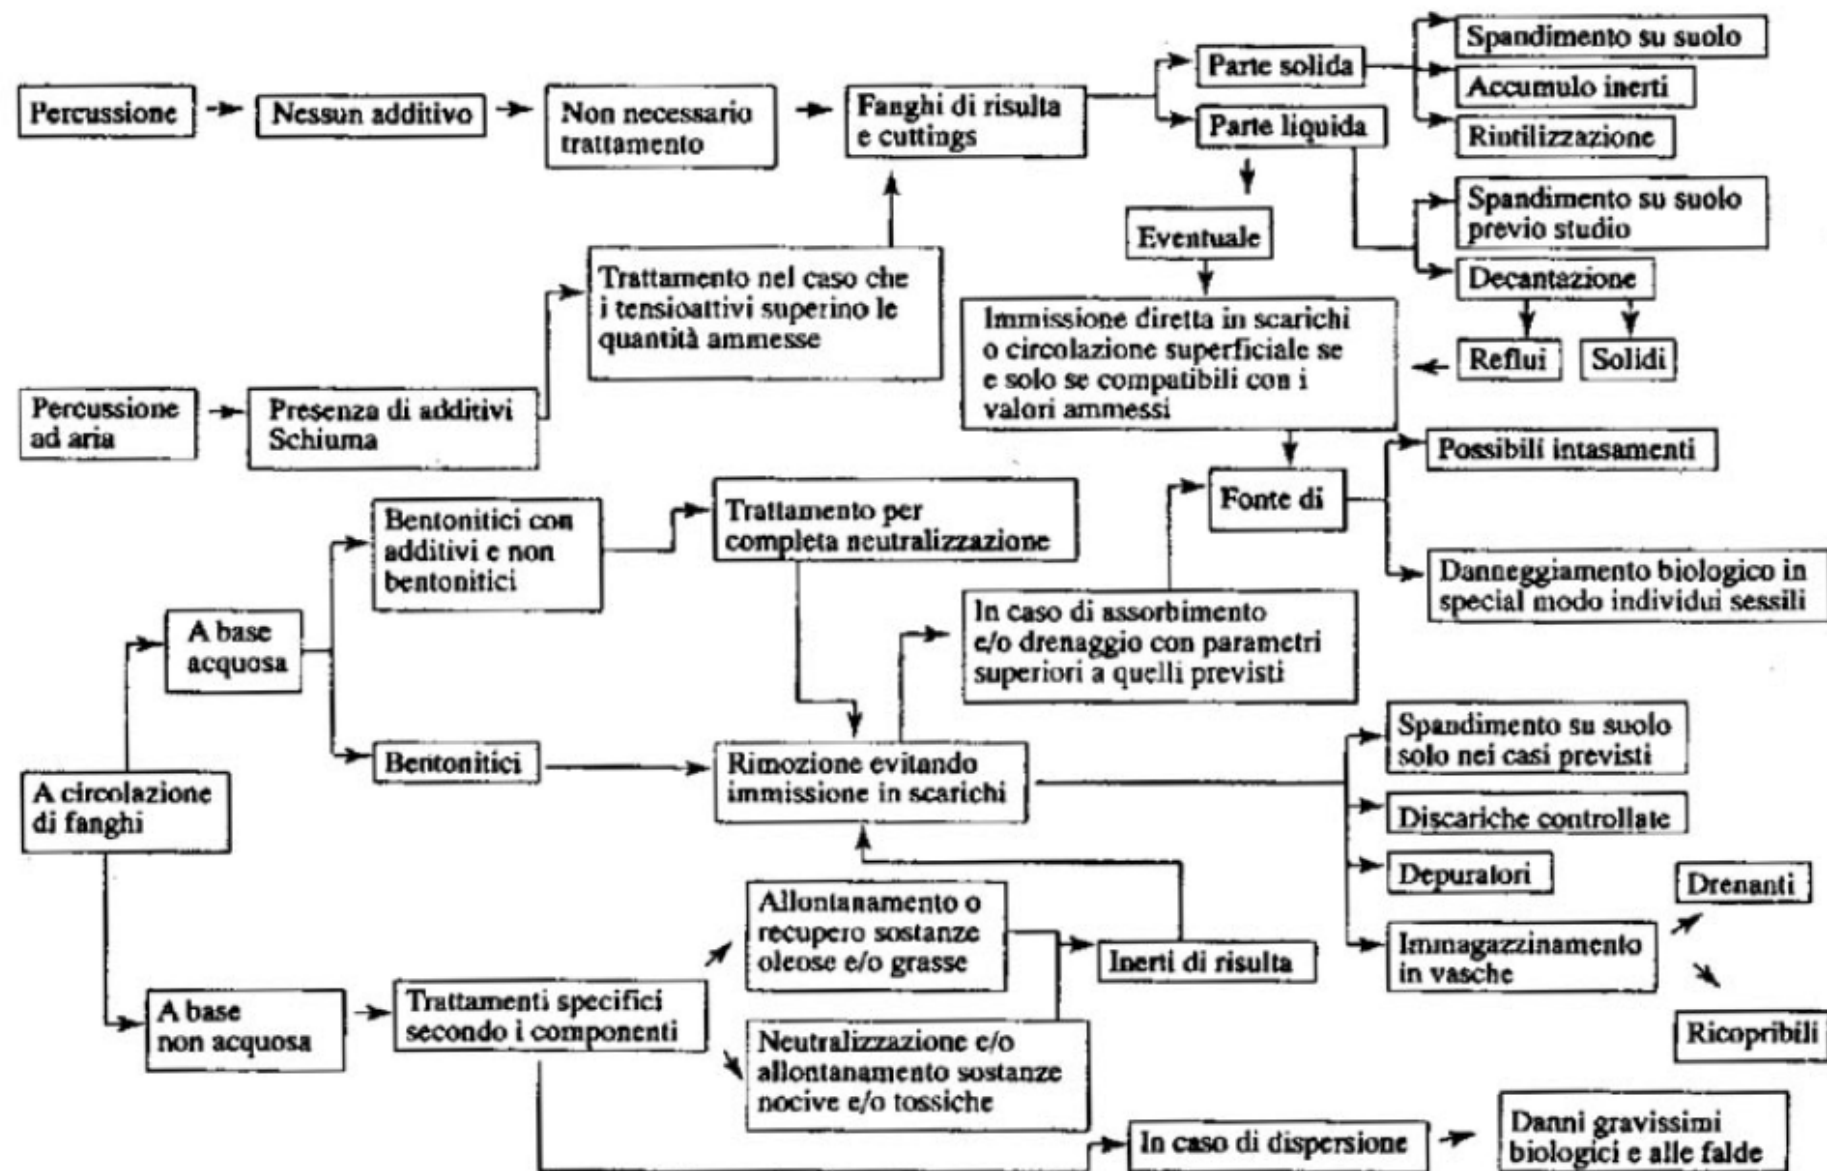 Percussione
Nessun additivo
Non necessario
trattamento
Fanghi di risulta
e cuttings
Parte solida
Parte liquida
Spandimento su suolo
Accumulo inerti
Riutilizzazione
Eventuale
Spandimento su suolo
previo studio
Decantazione
Reflui
Solidi
Percussione
ad aria
Presenza di additivi
Schiuma
Trattamento nel caso che
i tensioattivi superino le
quantità ammesse
Immissione diretta in scarichi
o circolazione superficiale se
e solo se compatibili con i
valori ammessi
Fonte di
Possibili intasamenti
Danneggiamento biologico in
special modo individui sessili
A circolazione
di fanghi
A base
acquosa
Bentonitici con
additivi e non
bentonitici
Trattamento per
completa neutralizzazione
In caso di assorbimento
e/o drenaggio con parametri
superiori a quelli previsti
Bentonitici
Rimozione evitando
immissione in scarichi
Spandimento su suolo
solo nei casi previsti
Discariche controllate
Depuratori
Immagazzinamento
in vasche
Drenanti
Ricopribili
A base
non acquosa
Trattamenti specifici
secondo i componenti
Allontanamento o
recupero sostanze
oleose e/o grasse
Neutralizzazione e/o
allontanamento sostanze
nocive e/o tossiche
Inerti di risulta
In caso di dispersione
Danni gravissimi
biologici e alle falde